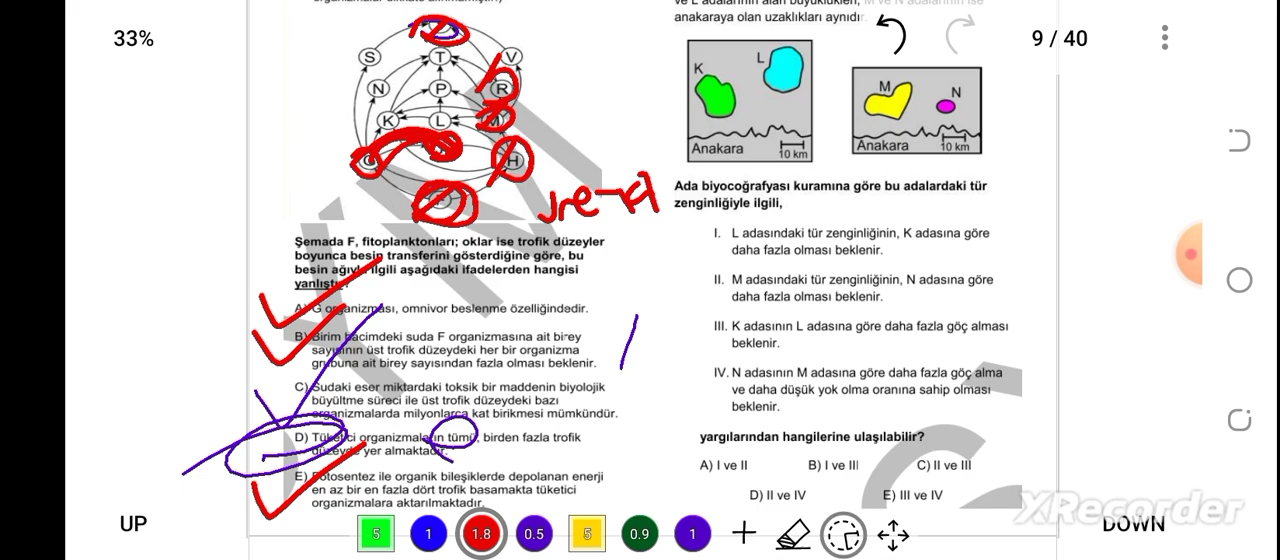 33%
9 / 40
S
T
V
N
P
R
K
L
M
H
Şemada F, fitoplanktonları; oklar ise trofik düzeyler
boyunca besin transferini gösterdiğine göre, bu
besin ağıyla ilgili aşağıdaki ifadelerden hangisi
yanlıştır?
A) G organizması, omnivor beslenme özelliğindedir.
B) Birim hacimdeki suda F organizmasına ait birey
sayısının üst trofik düzeydeki her bir organizma
grubuna ait birey sayısından fazla olması beklenir.
C) Sudaki eser miktardaki toksik bir maddenin biyolojik
büyültme süreci ile üst trofik düzeydeki bazı
organizmalarda milyonlarca kat birikmesi mümkündür.
D) Tüketici organizmaların tümü, birden fazla trofik
düzeyde yer almaktadır.
E) Fotosentez ile organik bileşiklerde depolanan enerji
en az bir en fazla dört trofik basamakta tüketici
organizmalara aktarılmaktadır.
ve L adalarının alan büyüklükleri, M ve N adalarının ise
anakaraya olan uzaklıkları aynıdır.
K
L
Anakara
10 km
M
N
Anakara
10 km
Ada biyocoğrafyası kuramına göre bu adalardaki tür
zenginliğiyle ilgili,
I. L adasındaki tür zenginliğinin, K adasına göre
daha fazla olması beklenir.
II. M adasındaki tür zenginliğinin, N adasına göre
daha fazla olması beklenir.
III. K adasının L adasına göre daha fazla göç alması
beklenir.
IV. N adasının M adasına göre daha fazla göç alma
ve daha düşük yok olma oranına sahip olması
beklenir.
yargılarından hangilerine ulaşılabilir?
A) I ve II B) I ve III C) II ve III
D) II ve IV E) III ve IV
XRecorder
UP
5 1 1.8 0.5 5 0.9 1
DOWN